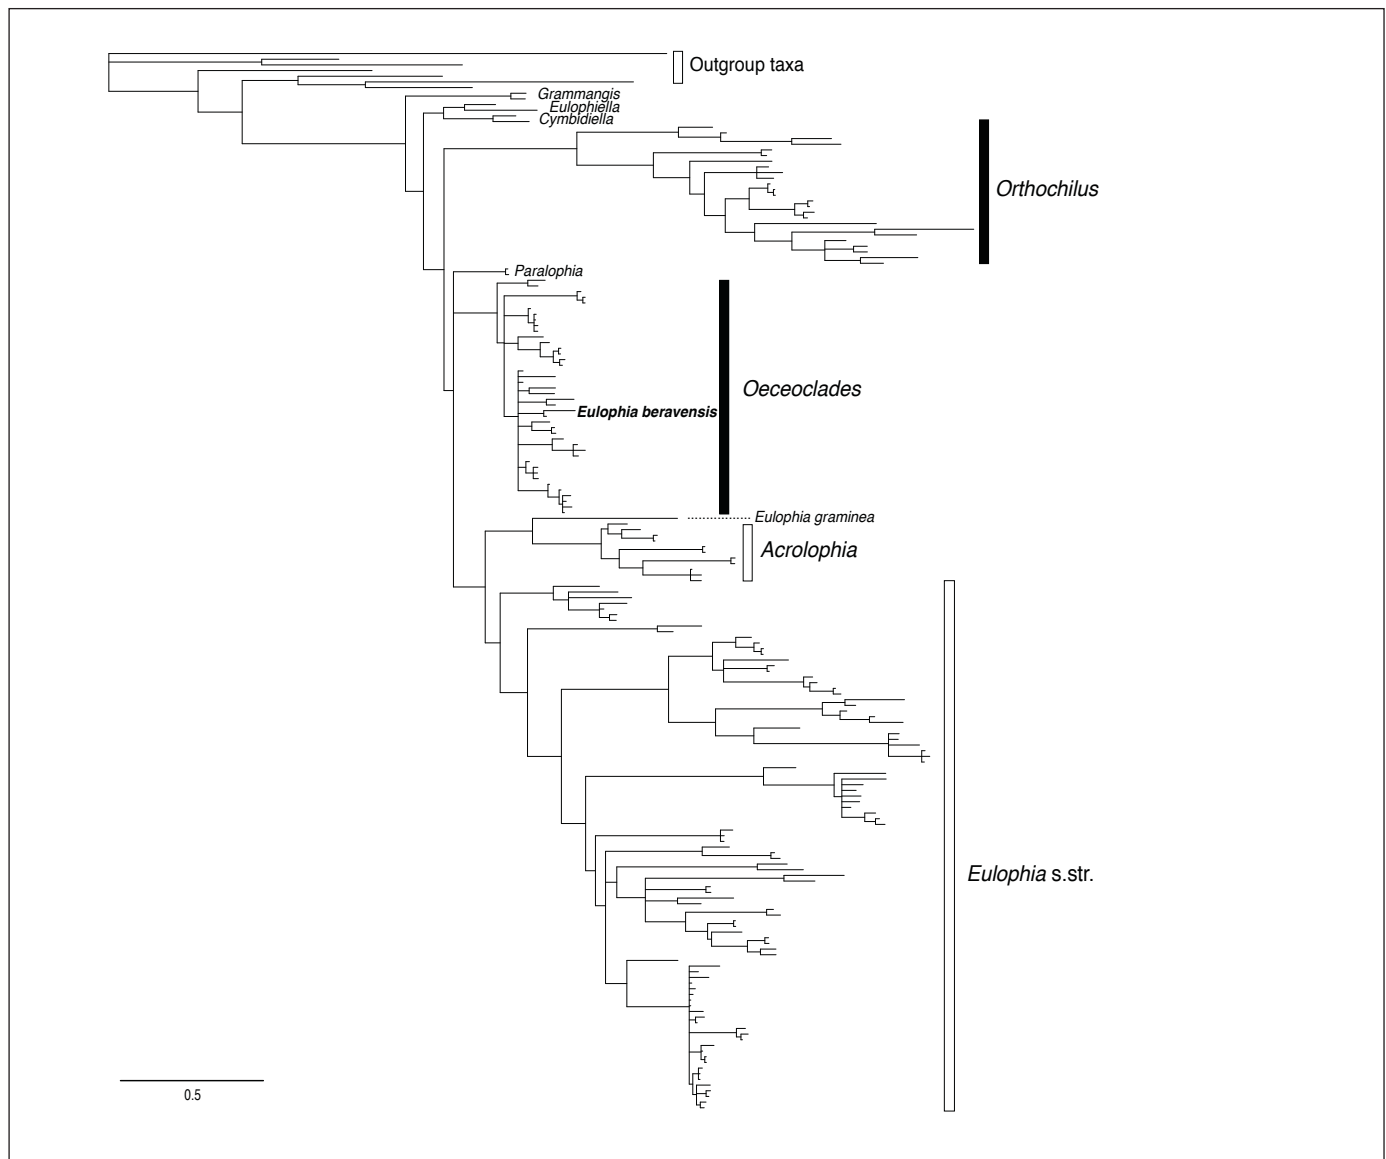 Outgroup taxa
Grammangis
Eulophiella
Cymbidiella
Orthochilus
Paralophia
Oeceoclades
Eulophia beravensis
Eulophia graminea
Acrolophia
Eulophia s.str.
0.5